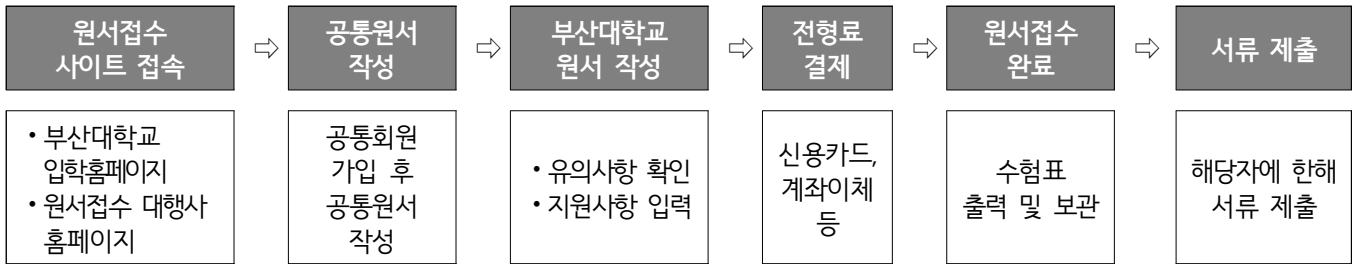 원서접수
사이트 접속
⇨
공통원서
작성
⇨
부산대학교
원서 작성
⇨
전형료
결제
⇨
원서접수
완료
⇨
서류 제출
• 부산대학교
입학홈페이지
• 원서접수 대행사
홈페이지
공통회원
가입 후
공통원서
작성
• 유의사항 확인
• 지원사항 입력
신용카드,
계좌이체
등
수험표
출력 및 보관
해당자에 한해
서류 제출